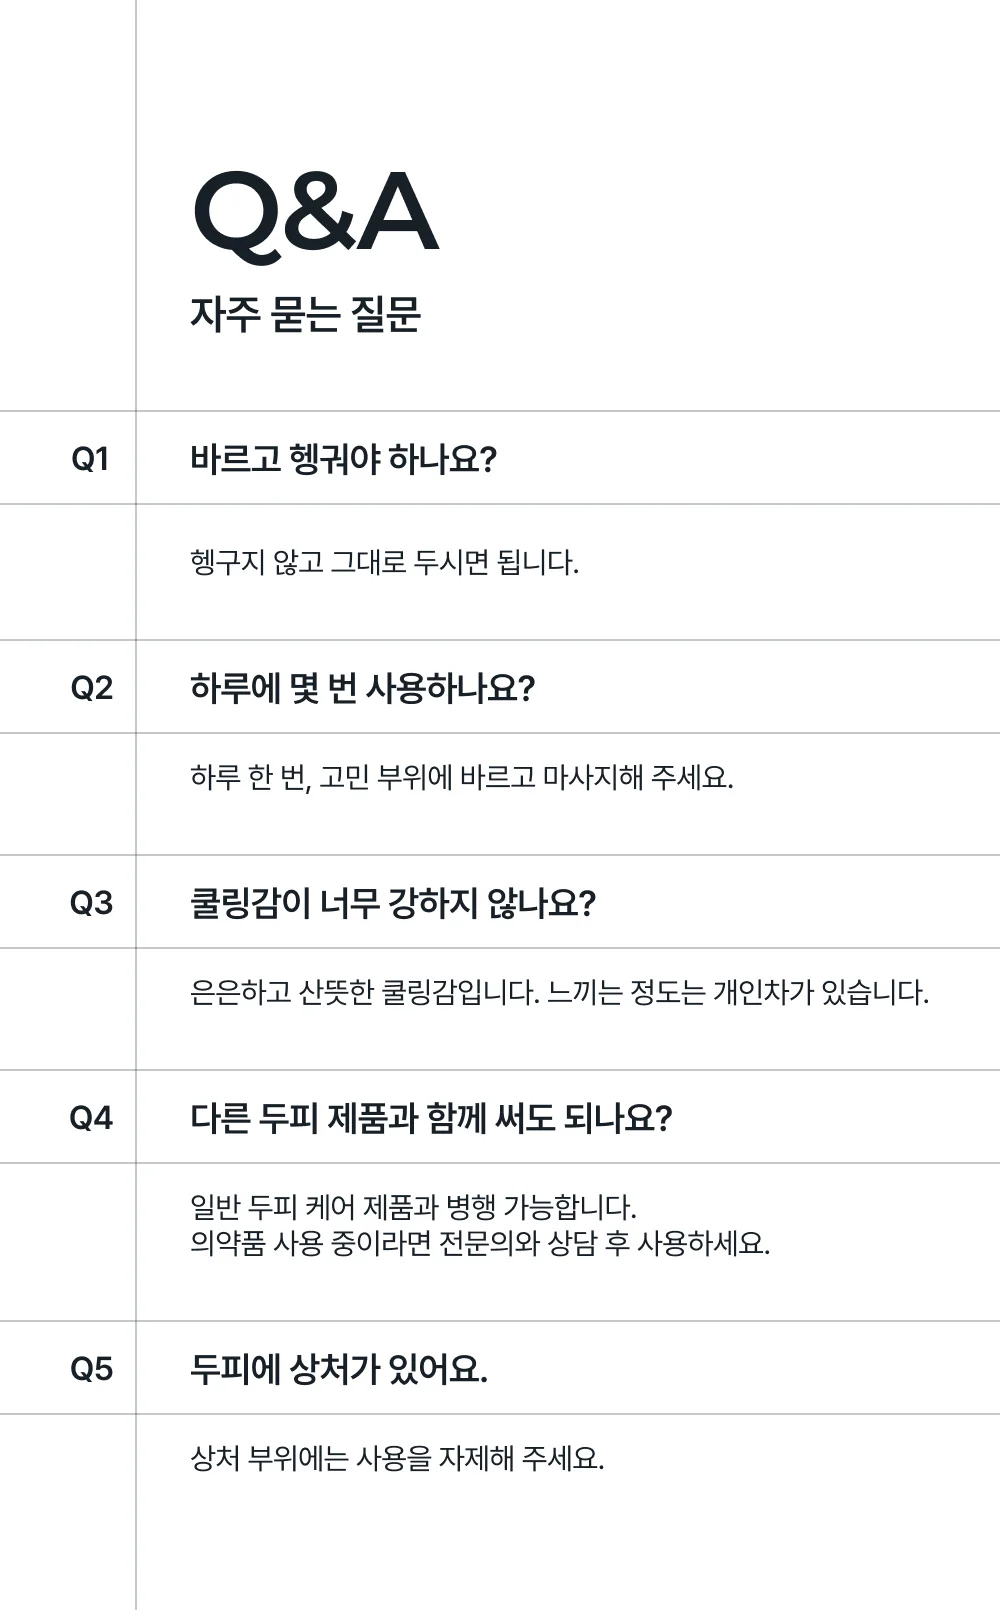 Q&A
자주 묻는 질문
Q1 바르고 헹궈야 하나요?
헹구지 않고 그대로 두시면 됩니다.
Q2 하루에 몇 번 사용하나요?
하루 한 번, 고민 부위에 바르고 마사지해 주세요.
Q3 쿨링감이 너무 강하지 않나요?
은은하고 산뜻한 쿨링감입니다. 느끼는 정도는 개인차가 있습니다.
Q4 다른 두피 제품과 함께 써도 되나요?
일반 두피 케어 제품과 병행 가능합니다.
의약품 사용 중이라면 전문의와 상담 후 사용하세요.
Q5 두피에 상처가 있어요.
상처 부위에는 사용을 자제해 주세요.